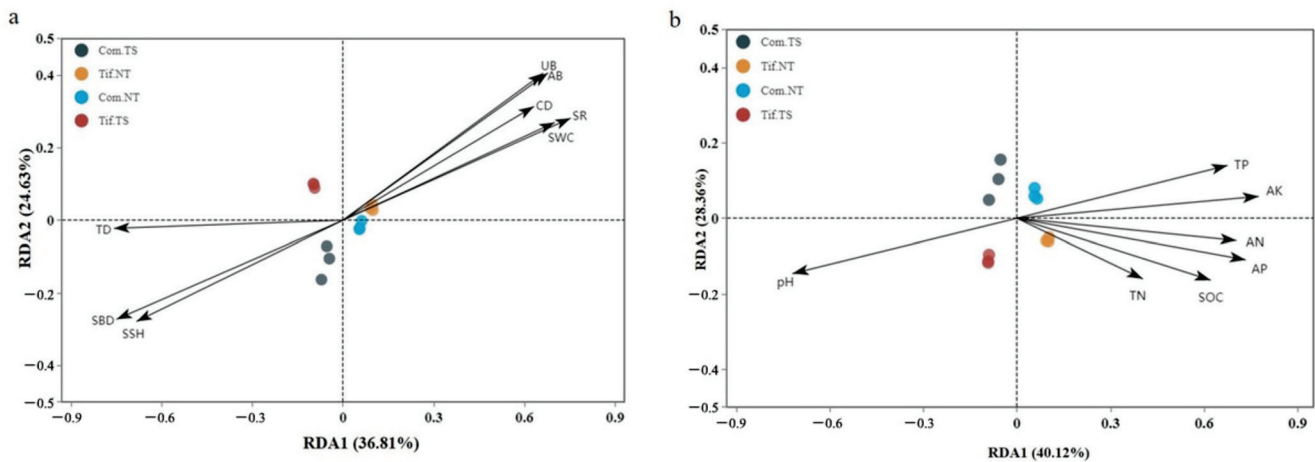 a
Com.TS
Tif.NT
Com.NT
Tif.TS
0.5
0.4
0.2
0
−0.2
−0.4
−0.5
RDA2 (24.63%)
UB
AB
CD
SR
SWC
TD
SBD
SSH
−0.9
−0.6
−0.3
0
0.3
0.6
0.9
RDA1 (36.81%)
b
Com.TS
Tif.NT
Com.NT
Tif.TS
0.5
0.4
0.2
0
−0.2
−0.4
−0.5
RDA2 (28.36%)
TP
AK
AN
AP
SOC
TN
pH
−0.9
−0.6
−0.3
0
0.3
0.6
0.9
RDA1 (40.12%)